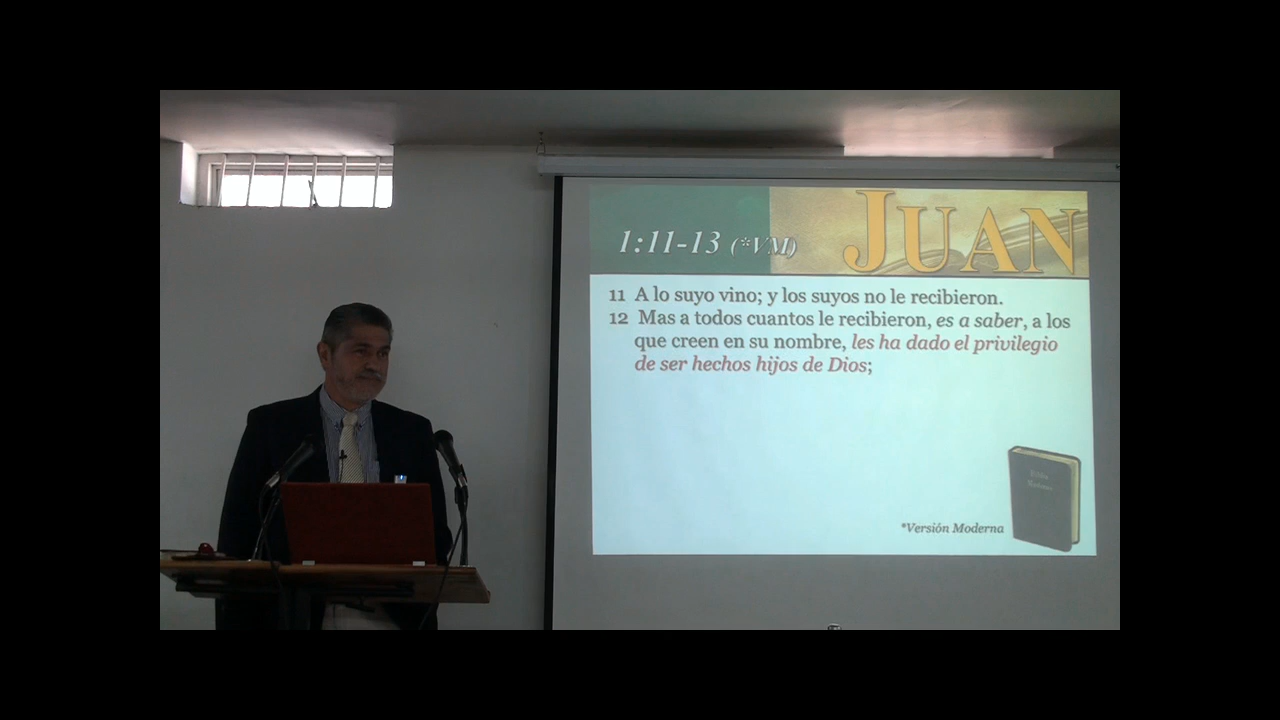 1:11-13 (*VM)
JUAN
11 A lo suyo vino; y los suyos no le recibieron.
12 Mas a todos cuantos le recibieron, es a saber, a los
que creen en su nombre, les ha dado el privilegio
de ser hechos hijos de Dios;
*Versión Moderna